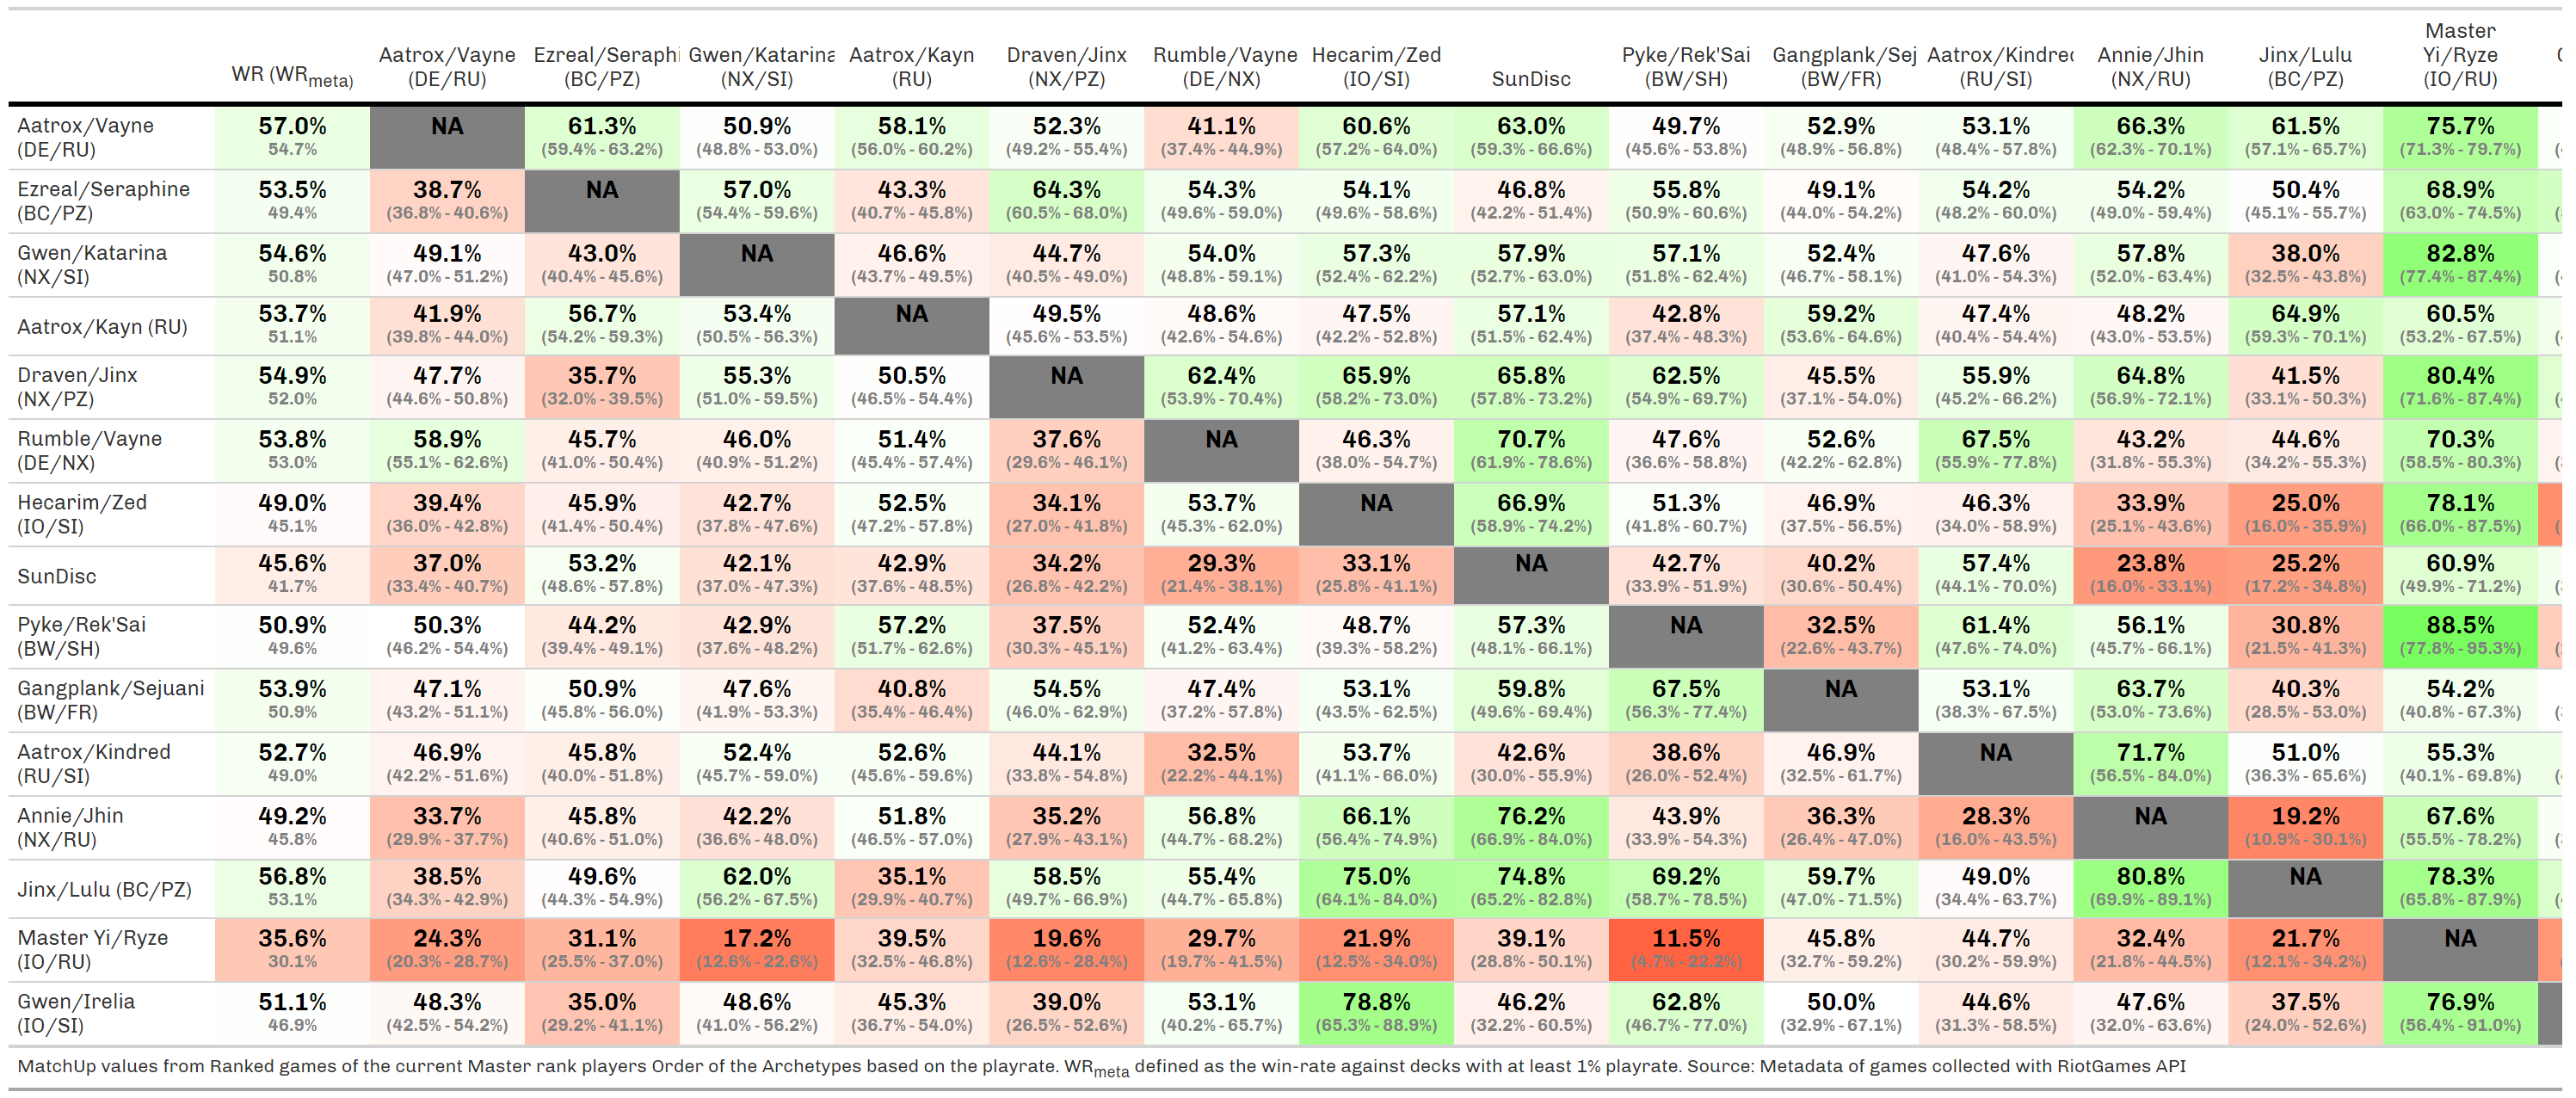 WR (WRmeta) Aatrox/Vayne (DE/RU) Ezreal/Seraphi (BC/PZ) Gwen/Katarina (NX/SI) Aatrox/Kayn (RU) Draven/Jinx (NX/PZ) Rumble/Vayne (DE/NX) Hecarim/Zed (IO/SI) SunDisc Pyke/Rek'Sai (BW/SH) Gangplank/Sej (BW/FR) Aatrox/Kindred (RU/SI) Annie/Jhin (NX/RU) Jinx/Lulu (BC/PZ) Master Yi/Ryze (IO/RU)
Aatrox/Vayne 57.0% NA 61.3% 50.9% 58.1% 52.3% 41.1% 60.6% 63.0% 49.7% 52.9% 53.1% 66.3% 61.5% 75.7%
(DE/RU) 54.7% (59.4% - 63.2%) (48.8% - 53.0%) (56.0% - 60.2%) (49.2% - 55.4%) (37.4% - 44.9%) (57.2% - 64.0%) (59.3% - 66.6%) (45.6% - 53.8%) (48.9% - 56.8%) (48.4% - 57.8%) (62.3% - 70.1%) (57.1% - 65.7%) (71.3% - 79.7%)
Ezreal/Seraphine 53.5% 38.7% NA 57.0% 43.3% 64.3% 54.3% 54.1% 46.8% 55.8% 49.1% 54.2% 54.2% 50.4% 68.9%
(BC/PZ) 49.4% (36.8% - 40.6%) (54.4% - 59.6%) (40.7% - 45.8%) (60.5% - 68.0%) (49.6% - 59.0%) (49.6% - 58.6%) (42.2% - 51.4%) (50.9% - 60.6%) (44.0% - 54.2%) (48.2% - 60.0%) (49.0% - 59.4%) (45.1% - 55.7%) (63.0% - 74.5%)
Gwen/Katarina 54.6% 49.1% 43.0% NA 46.6% 44.7% 54.0% 57.3% 57.9% 57.1% 52.4% 47.6% 57.8% 38.0% 82.8%
(NX/SI) 50.8% (47.0% - 51.2%) (40.4% - 45.6%) (43.7% - 49.5%) (40.5% - 49.0%) (48.8% - 59.1%) (52.4% - 62.2%) (52.7% - 63.0%) (51.8% - 62.4%) (46.7% - 58.1%) (41.0% - 54.3%) (52.0% - 63.4%) (32.5% - 43.8%) (77.4% - 87.4%)
Aatrox/Kayn (RU) 53.7% 41.9% 56.7% 53.4% NA 49.5% 48.6% 47.5% 57.1% 42.8% 59.2% 47.4% 48.2% 64.9% 60.5%
51.1% (39.8% - 44.0%) (54.2% - 59.3%) (50.5% - 56.3%) (45.6% - 53.5%) (42.6% - 54.6%) (42.2% - 52.8%) (51.5% - 62.4%) (37.4% - 48.3%) (53.6% - 64.6%) (40.4% - 54.4%) (43.0% - 53.5%) (59.3% - 70.1%) (53.2% - 67.5%)
Draven/Jinx 54.9% 47.7% 35.7% 55.3% 50.5% NA 62.4% 65.9% 65.8% 62.5% 45.5% 55.9% 64.8% 41.5% 80.4%
(NX/PZ) 52.0% (44.6% - 50.8%) (32.0% - 39.5%) (51.0% - 59.5%) (46.5% - 54.4%) (53.9% - 70.4%) (58.2% - 73.0%) (57.8% - 73.2%) (54.9% - 69.7%) (37.1% - 54.0%) (45.2% - 66.2%) (56.9% - 72.1%) (33.1% - 50.3%) (71.6% - 87.4%)
Rumble/Vayne 53.8% 58.9% 45.7% 46.0% 51.4% 37.6% NA 46.3% 70.7% 47.6% 52.6% 67.5% 43.2% 44.6% 70.3%
(DE/NX) 53.0% (55.1% - 62.6%) (41.0% - 50.4%) (40.9% - 51.2%) (45.4% - 57.4%) (29.6% - 46.1%) (38.0% - 54.7%) (61.9% - 78.6%) (36.6% - 58.8%) (42.2% - 62.8%) (55.9% - 77.8%) (31.8% - 55.3%) (34.2% - 55.3%) (58.5% - 80.3%)
Hecarim/Zed 49.0% 39.4% 45.9% 42.7% 52.5% 34.1% 53.7% NA 66.9% 51.3% 46.9% 46.3% 33.9% 25.0% 78.1%
(IO/SI) 45.1% (36.0% - 42.8%) (41.4% - 50.4%) (37.8% - 47.6%) (47.2% - 57.8%) (27.0% - 41.8%) (45.3% - 62.0%) (58.9% - 74.2%) (41.8% - 60.7%) (37.5% - 56.5%) (34.0% - 58.9%) (25.1% - 43.6%) (16.0% - 35.9%) (66.0% - 87.5%)
SunDisc 45.6% 37.0% 53.2% 42.1% 42.9% 34.2% 29.3% 33.1% NA 42.7% 40.2% 57.4% 23.8% 25.2% 60.9%
41.7% (33.4% - 40.7%) (48.6% - 57.8%) (37.0% - 47.3%) (37.6% - 48.5%) (26.8% - 42.2%) (21.4% - 38.1%) (25.8% - 41.1%) (33.9% - 51.9%) (30.6% - 50.4%) (44.1% - 70.0%) (16.0% - 33.1%) (17.2% - 34.8%) (49.9% - 71.2%)
Pyke/Rek'Sai 50.9% 50.3% 44.2% 42.9% 57.2% 37.5% 52.4% 48.7% 57.3% NA 32.5% 61.4% 56.1% 30.8% 88.5%
(BW/SH) 49.6% (46.2% - 54.4%) (39.4% - 49.1%) (37.6% - 48.2%) (51.7% - 62.6%) (30.3% - 45.1%) (41.2% - 63.4%) (39.3% - 58.2%) (48.1% - 66.1%) (22.6% - 43.7%) (47.6% - 74.0%) (45.7% - 66.1%) (21.5% - 41.3%) (77.8% - 95.3%)
Gangplank/Sejuani 53.9% 47.1% 50.9% 47.6% 40.8% 54.5% 47.4% 53.1% 59.8% 67.5% NA 53.1% 63.7% 40.3% 54.2%
(BW/FR) 50.9% (43.2% - 51.1%) (45.8% - 56.0%) (41.9% - 53.3%) (35.4% - 46.4%) (46.0% - 62.9%) (37.2% - 57.8%) (43.5% - 62.5%) (49.6% - 69.4%) (56.3% - 77.4%) (38.3% - 67.5%) (53.0% - 73.6%) (28.5% - 53.0%) (40.8% - 67.3%)
Aatrox/Kindred 52.7% 46.9% 45.8% 52.4% 52.6% 44.1% 32.5% 53.7% 42.6% 38.6% 46.9% NA 71.7% 51.0% 55.3%
(RU/SI) 49.0% (42.2% - 51.6%) (40.0% - 51.8%) (45.7% - 59.0%) (45.6% - 59.6%) (33.8% - 54.8%) (22.2% - 44.1%) (41.1% - 66.0%) (30.0% - 55.9%) (26.0% - 52.4%) (32.5% - 61.7%) (56.5% - 84.0%) (36.3% - 65.6%) (40.1% - 69.8%)
Annie/Jhin 49.2% 33.7% 45.8% 42.2% 51.8% 35.2% 56.8% 66.1% 76.2% 43.9% 36.3% 28.3% NA 19.2% 67.6%
(NX/RU) 45.8% (29.9% - 37.7%) (40.6% - 51.0%) (36.6% - 48.0%) (46.5% - 57.0%) (27.9% - 43.1%) (44.7% - 68.2%) (56.4% - 74.9%) (66.9% - 84.0%) (33.9% - 54.3%) (26.4% - 47.0%) (16.0% - 43.5%) (10.9% - 30.1%) (55.5% - 78.2%)
Jinx/Lulu (BC/PZ) 56.8% 38.5% 49.6% 62.0% 35.1% 58.5% 55.4% 75.0% 74.8% 69.2% 59.7% 49.0% 80.8% NA 78.3%
53.1% (34.3% - 42.9%) (44.3% - 54.9%) (56.2% - 67.5%) (29.9% - 40.7%) (49.7% - 66.9%) (44.7% - 65.8%) (64.1% - 84.0%) (65.2% - 82.8%) (58.7% - 78.5%) (47.0% - 71.5%) (34.4% - 63.7%) (69.9% - 89.1%) (65.8% - 87.9%)
Master Yi/Ryze 35.6% 24.3% 31.1% 17.2% 39.5% 19.6% 29.7% 21.9% 39.1% 11.5% 45.8% 44.7% 32.4% 21.7% NA
(IO/RU) 30.1% (20.3% - 28.7%) (25.5% - 37.0%) (12.6% - 22.6%) (32.5% - 46.8%) (12.6% - 28.4%) (19.7% - 41.5%) (12.5% - 34.0%) (28.8% - 50.1%) (4.7% - 22.2%) (32.7% - 59.2%) (30.2% - 59.9%) (21.8% - 44.5%) (12.1% - 34.2%)
Gwen/Irelia 51.1% 48.3% 35.0% 48.6% 45.3% 39.0% 53.1% 78.8% 46.2% 62.8% 50.0% 44.6% 47.6% 37.5% 76.9%
(IO/SI) 46.9% (42.5% - 54.2%) (29.2% - 41.1%) (41.0% - 56.2%) (36.7% - 54.0%) (26.5% - 52.6%) (40.2% - 65.7%) (65.3% - 88.9%) (32.2% - 60.5%) (46.7% - 77.0%) (32.9% - 67.1%) (31.3% - 58.5%) (32.0% - 63.6%) (24.0% - 52.6%) (56.4% - 91.0%)
MatchUp values from Ranked games of the current Master rank players Order of the Archetypes based on the playrate. WRmeta defined as the win-rate against decks with at least 1% playrate. Source: Metadata of games collected with RiotGames API